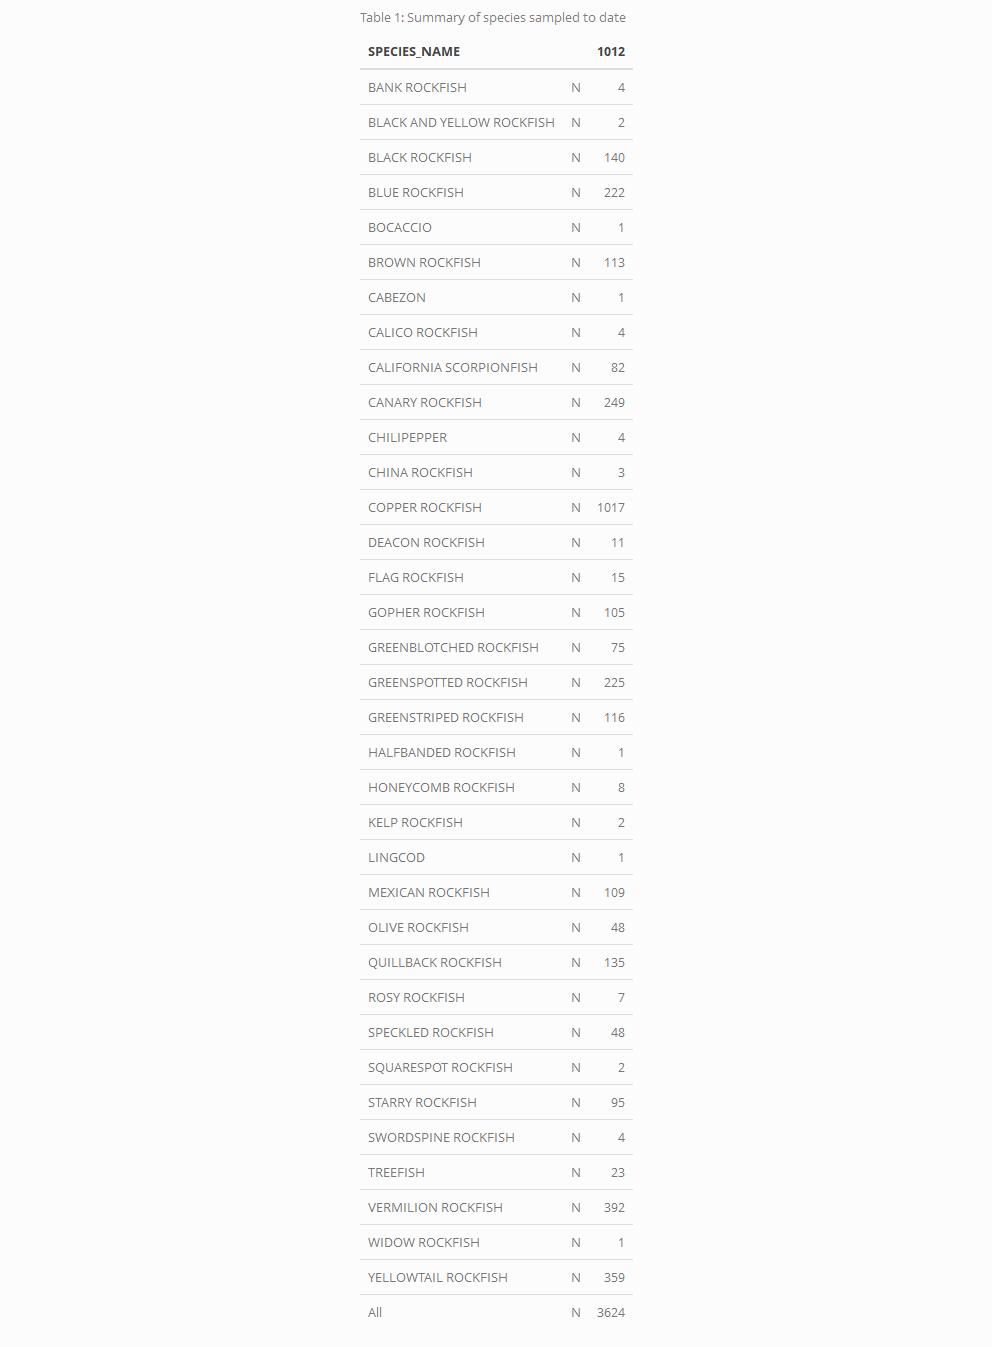 Table 1: Summary of species sampled to date
SPECIES_NAME 1012
BANK ROCKFISH N 4
BLACK AND YELLOW ROCKFISH N 2
BLACK ROCKFISH N 140
BLUE ROCKFISH N 222
BOCACCIO N 1
BROWN ROCKFISH N 113
CABEZON N 1
CALICO ROCKFISH N 4
CALIFORNIA SCORPIONFISH N 82
CANARY ROCKFISH N 249
CHILIPEPPER N 4
CHINA ROCKFISH N 3
COPPER ROCKFISH N 1017
DEACON ROCKFISH N 11
FLAG ROCKFISH N 15
GOPHER ROCKFISH N 105
GREENBLOTCHED ROCKFISH N 75
GREENSPOTTED ROCKFISH N 225
GREENSTRIPED ROCKFISH N 116
HALFBANDED ROCKFISH N 1
HONEYCOMB ROCKFISH N 8
KELP ROCKFISH N 2
LINGCOD N 1
MEXICAN ROCKFISH N 109
OLIVE ROCKFISH N 48
QUILLBACK ROCKFISH N 135
ROSY ROCKFISH N 7
SPECKLED ROCKFISH N 48
SQUARESPOT ROCKFISH N 2
STARRY ROCKFISH N 95
SWORDSPINE ROCKFISH N 4
TREEFISH N 23
VERMILION ROCKFISH N 392
WIDOW ROCKFISH N 1
YELLOWTAIL ROCKFISH N 359
All N 3624